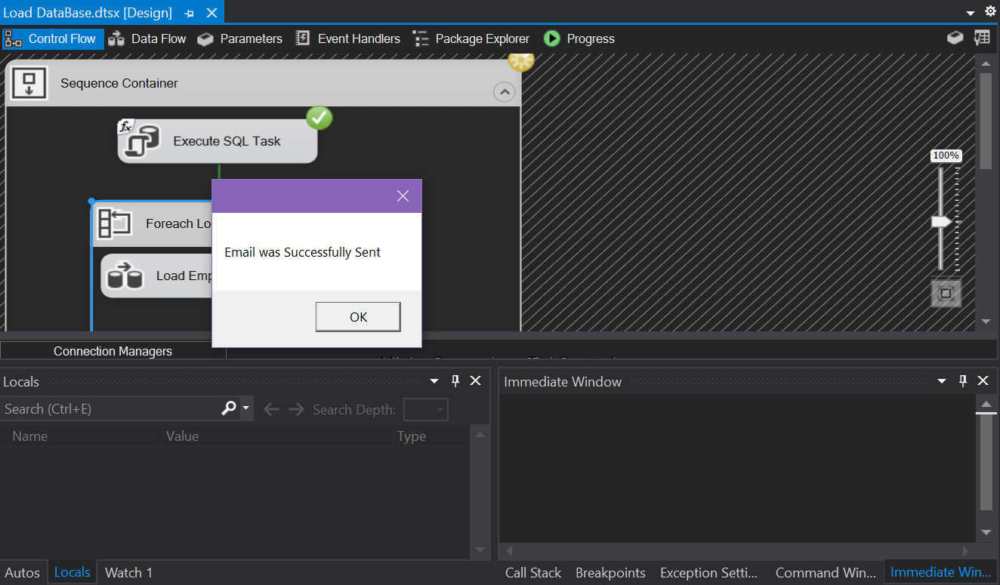 Load DataBase.dtsx [Design]
Control Flow
Data Flow
Parameters
Event Handlers
Package Explorer
Progress
Sequence Container
fx
Execute SQL Task
100%
Foreach Lo
Load Emp
Email was Successfully Sent
OK
Connection Managers
Locals
Search (Ctrl+E)
Search Depth:
Name Value Type
Immediate Window
Autos Locals Watch 1
Call Stack Breakpoints Exception Setti... Command Win... Immediate Win...